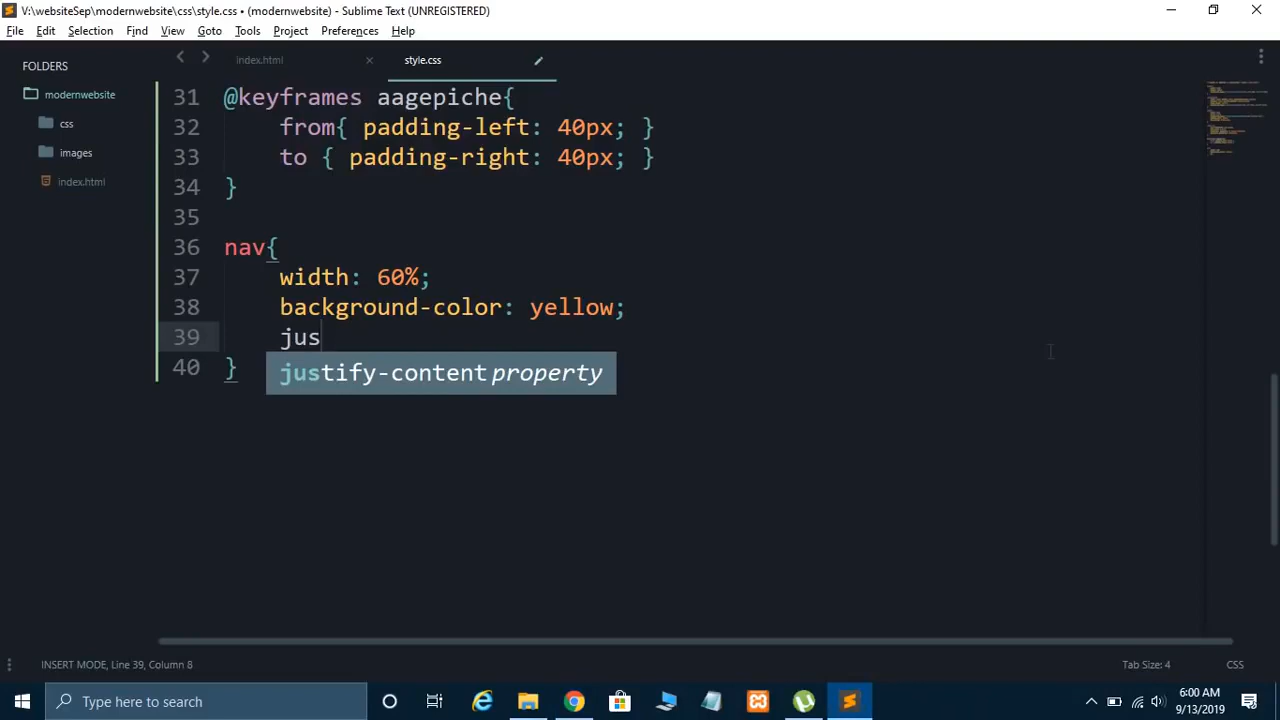 V:\websiteSep\modernwebsite\css\style.css • (modernwebsite) - Sublime Text (UNREGISTERED)
File Edit Selection Find View Goto Tools Project Preferences Help
FOLDERS
modernwebsite
css
images
index.html
index.html
style.css
31 @keyframes aagepiche{
32 from{ padding-left: 40px; }
33 to { padding-right: 40px; }
34 }
35
36 nav{
37 width: 60%;
38 background-color: yellow;
39 jus
40 }
justify-content property
INSERT MODE, Line 39, Column 8
Tab Size: 4
CSS
Type here to search
6:00 AM
9/13/2019